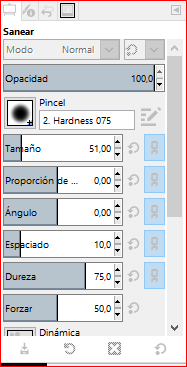 Sanear
Modo Normal
Opacidad 100,0
Pincel
2. Hardness 075
Tamaño 51,00
Proporción de ... 0,00
Ángulo 0,00
Espaciado 10,0
Dureza 75,0
Forzar 50,0
Dinámica